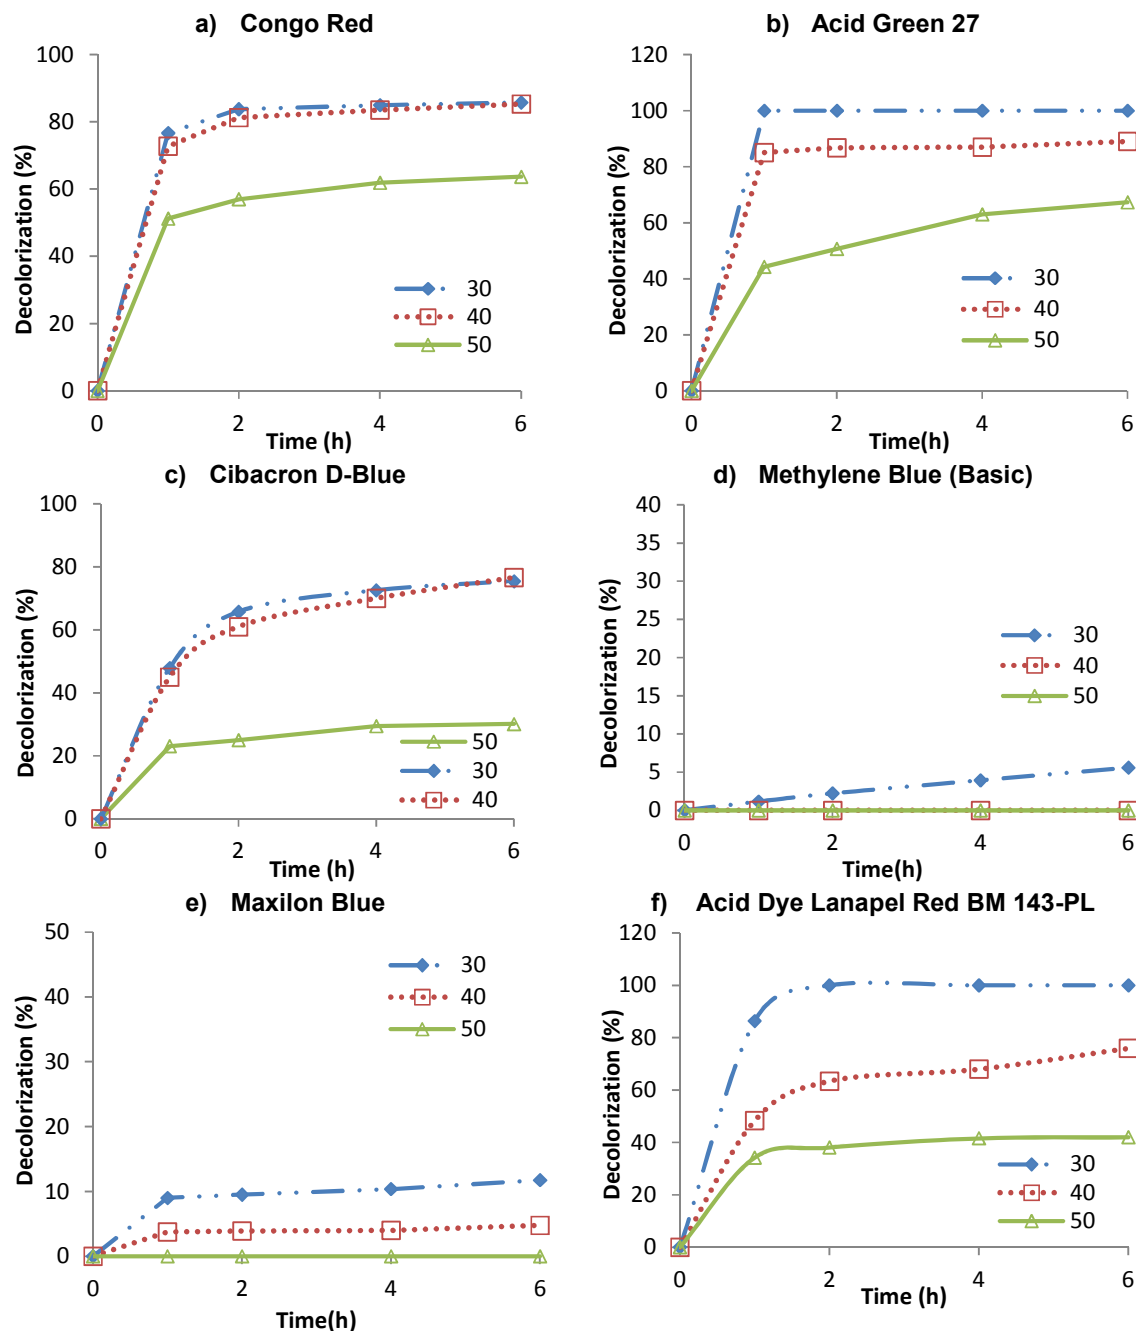 a) Congo Red
Decolorization (%)
100
80
60
40
20
0
0 2 4 6
Time (h)
30
40
50
b) Acid Green 27
Decolorization (%)
120
100
80
60
40
20
0
0 2 4 6
Time(h)
30
40
50
c) Cibacron D-Blue
Decolorization (%)
100
80
60
40
20
0
0 2 4 6
Time (h)
50
30
40
d) Methylene Blue (Basic)
Decolorization (%)
40
35
30
25
20
15
10
5
0
0 2 4 6
Time(h)
30
40
50
e) Maxilon Blue
Decolorization (%)
50
40
30
20
10
0
0 2 4 6
Time(h)
30
40
50
f) Acid Dye Lanapel Red BM 143-PL
Decolorization (%)
120
100
80
60
40
20
0
0 2 4 6
Time(h)
30
40
50